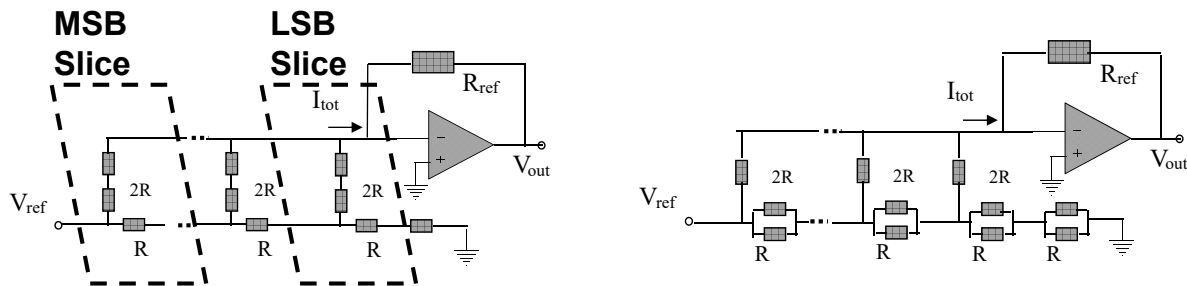 MSB
Slice
LSB
Slice
R_ref
I_tot
−
+
V_out
2R
2R
2R
V_ref
R
R
R
R_ref
I_tot
−
+
V_out
2R
2R
2R
V_ref
R
R
R
R